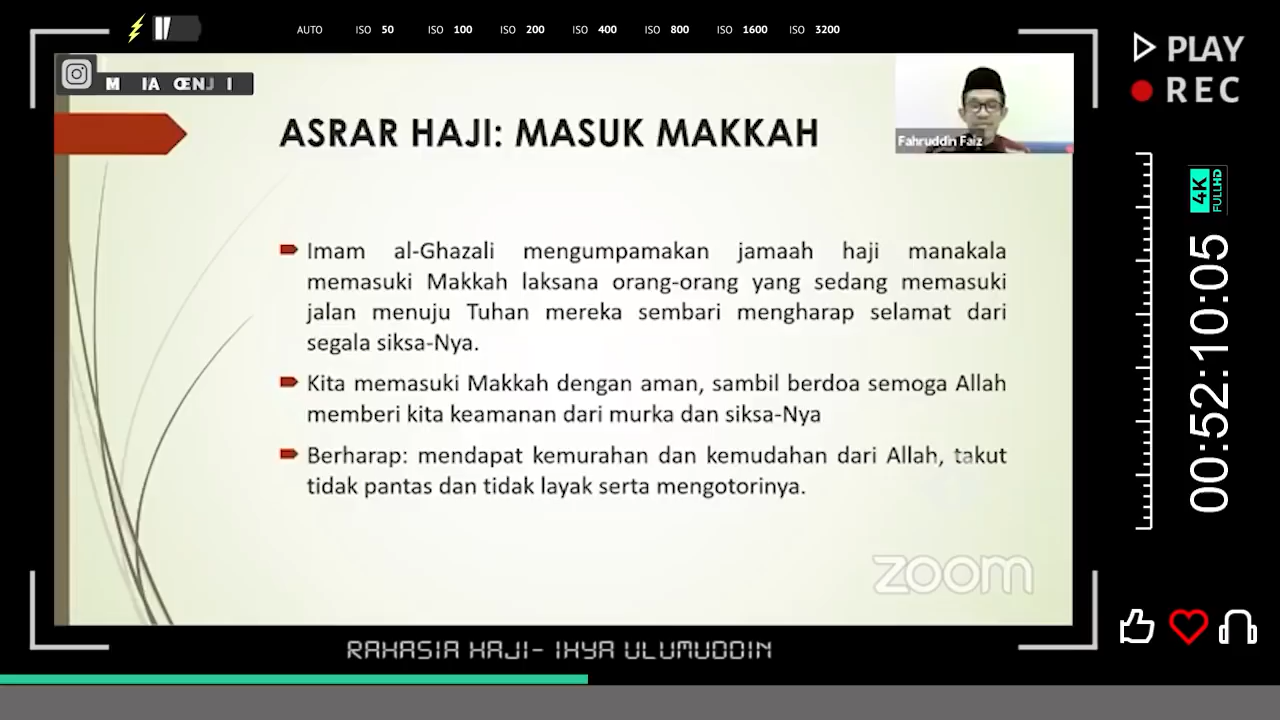 AUTO ISO 50 ISO 100 ISO 200 ISO 400 ISO 800 ISO 1600 ISO 3200
PLAY
REC
ASRAR HAJI: MASUK MAKKAH
Fahruddin Faiz
4K
FULLHD
00:52:10:05
Imam al-Ghazali mengumpamakan jamaah haji manakala
memasuki Makkah laksana orang-orang yang sedang memasuki
jalan menuju Tuhan mereka sembari mengharap selamat dari
segala siksa-Nya.
Kita memasuki Makkah dengan aman, sambil berdoa semoga Allah
memberi kita keamanan dari murka dan siksa-Nya
Berharap: mendapat kemurahan dan kemudahan dari Allah, takut
tidak pantas dan tidak layak serta mengotorinya.
zoom
RAHASIA HAJI- IHYA ULUMUDDIN